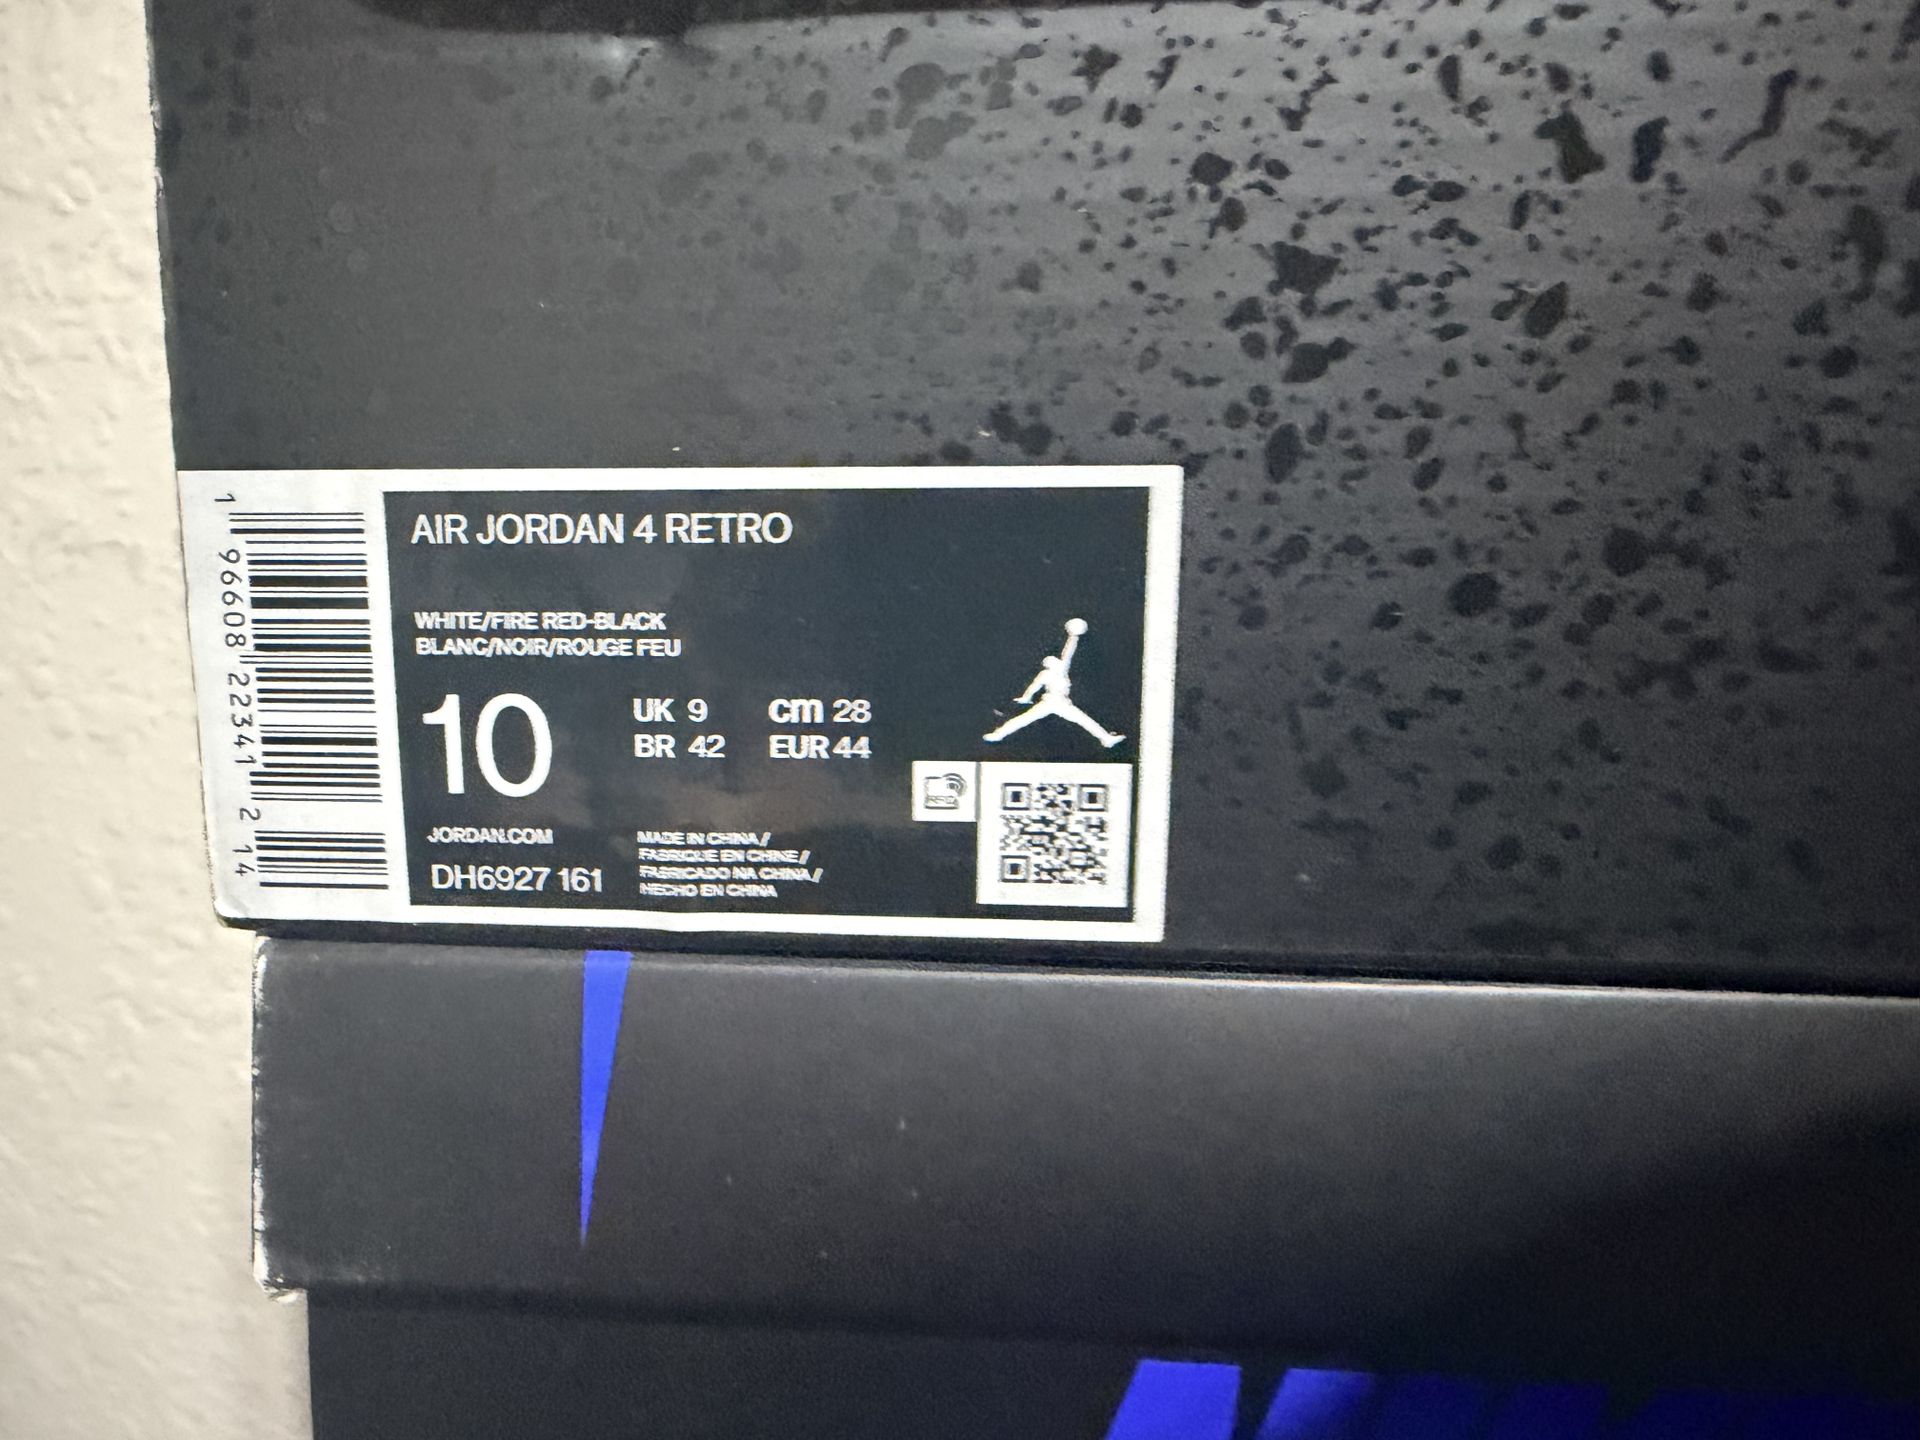 AIR JORDAN 4 RETRO
WHITE/FIRE RED-BLACK
BLANC/NOIR/ROUGE FEU
10
UK 9 cm 28
BR 42 EUR 44
JORDAN.COM
DH6927 161
MADE IN CHINA /
FABRIQUE EN CHINE /
FABRICADO NA CHINA /
HECHO EN CHINA
RFID
1 96608 22341 2 14